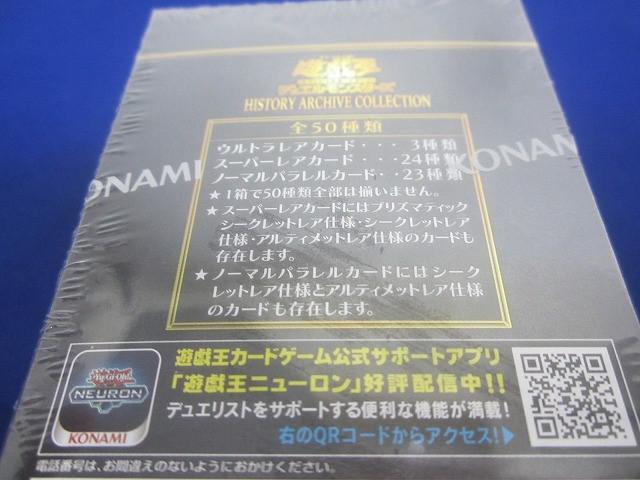 遊戯王
デュエルモンスターズ
HISTORY ARCHIVE COLLECTION
全50種類
ウルトラレアカード・・・3種類
スーパーレアカード・・・24種類
ノーマルパラレルカード・・・23種類
★1箱で50種類全部は揃いません。
★スーパーレアカードにはプリズマティック
シークレットレア仕様・シークレットレア
仕様・アルティメットレア仕様のカードも
存在します。
★ノーマルパラレルカードにはシーク
レットレア仕様とアルティメットレア仕様
のカードも存在します。
KONAMI
KONAMI
遊戯王カードゲーム公式サポートアプリ
「遊戯王ニューロン」好評配信中!!
デュエリストをサポートする便利な機能が満載!
右のQRコードからアクセス!▶
Yu-Gi-Oh!
NEURON
KONAMI
電話番号は、お間違えのないようにおかけください。